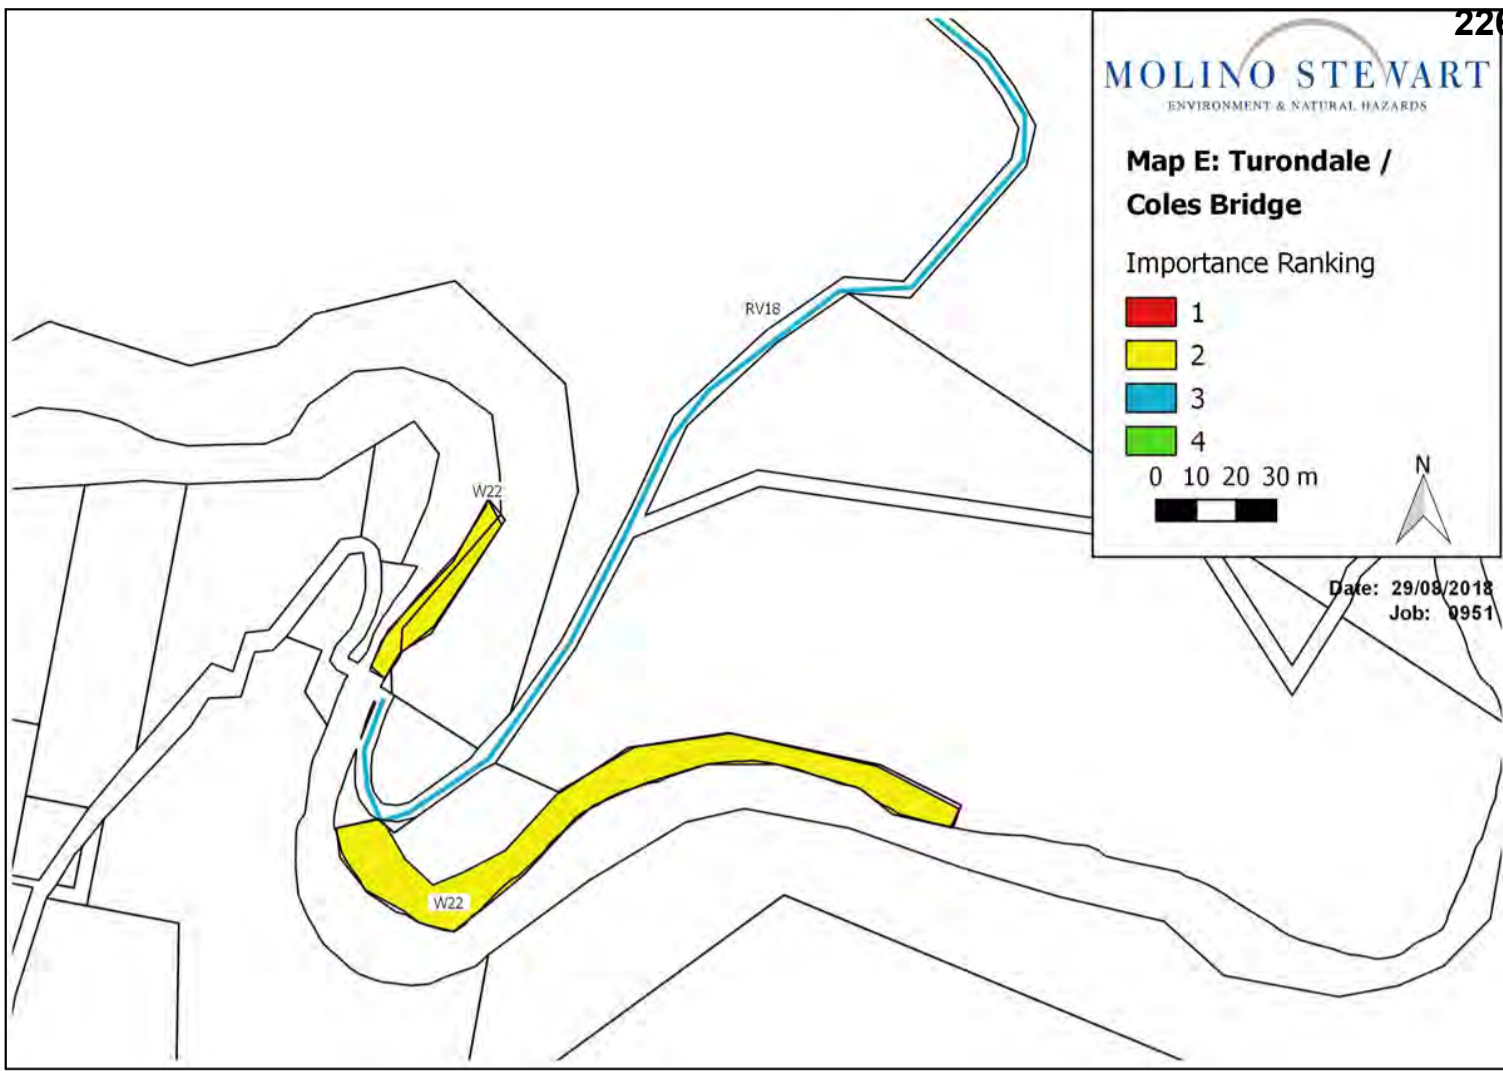 226
MOLINO STEWART
ENVIRONMENT & NATURAL HAZARDS
Map E: Turondale /
Coles Bridge
Importance Ranking
1
2
3
4
0 10 20 30 m
N
Date: 29/08/2018
Job: 0951
RV18
W22
W22